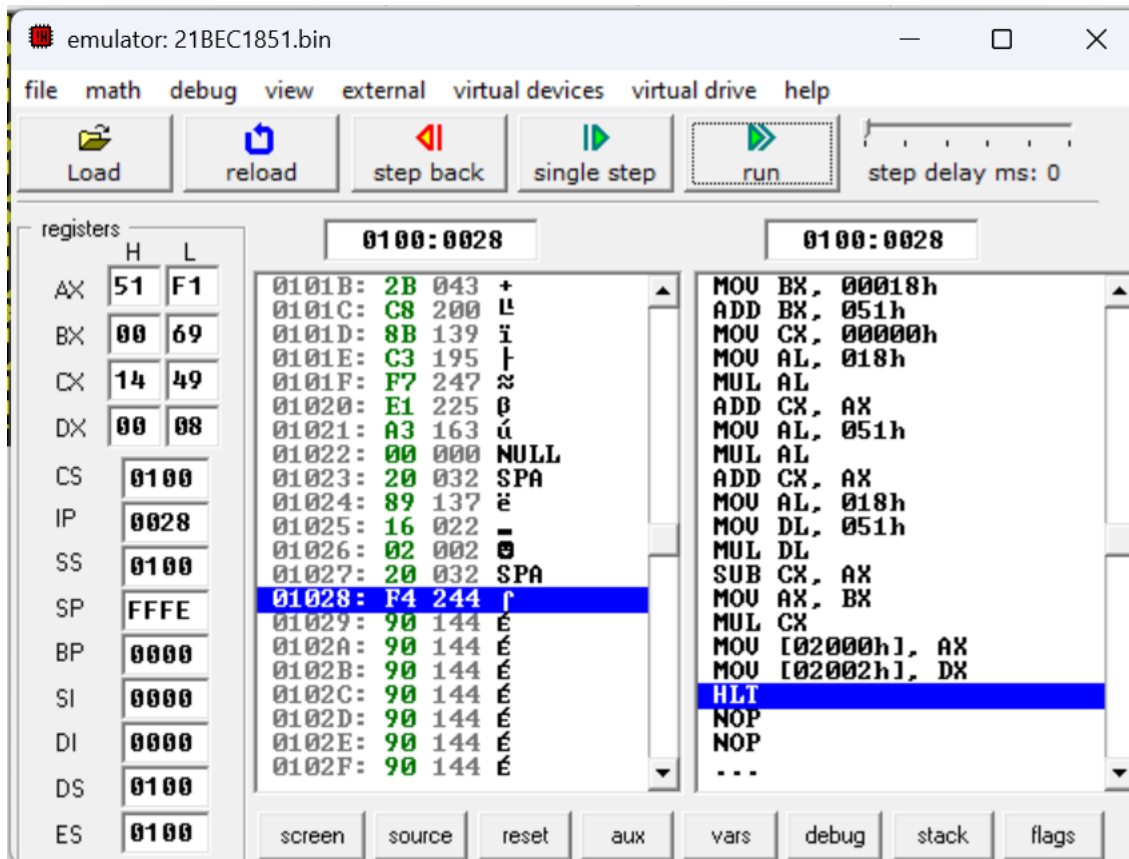 emulator: 21BEC1851.bin
file math debug view external virtual devices virtual drive help
Load reload step back single step run step delay ms: 0
registers
H L
0100:0028 0100:0028
AX 51 F1
BX 00 69
CX 14 49
DX 00 08
CS 0100
IP 0028
SS 0100
SP FFFE
BP 0000
SI 0000
DI 0000
DS 0100
ES 0100
0101B: 2B 043 +
0101C: C8 200 ╚
0101D: 8B 139 ï
0101E: C3 195 ├
0101F: F7 247 ≈
01020: E1 225 β
01021: A3 163 ú
01022: 00 000 NULL
01023: 20 032 SPA
01024: 89 137 ë
01025: 16 022 ▬
01026: 02 002 ☻
01027: 20 032 SPA
01028: F4 244 ⌠
01029: 90 144 É
0102A: 90 144 É
0102B: 90 144 É
0102C: 90 144 É
0102D: 90 144 É
0102E: 90 144 É
0102F: 90 144 É
MOV BX, 00018h
ADD BX, 051h
MOV CX, 00000h
MOV AL, 018h
MUL AL
ADD CX, AX
MOV AL, 051h
MUL AL
ADD CX, AX
MOV AL, 018h
MOV DL, 051h
MUL DL
SUB CX, AX
MOV AX, BX
MUL CX
MOV [02000h], AX
MOV [02002h], DX
HLT
NOP
NOP
...
screen source reset aux vars debug stack flags